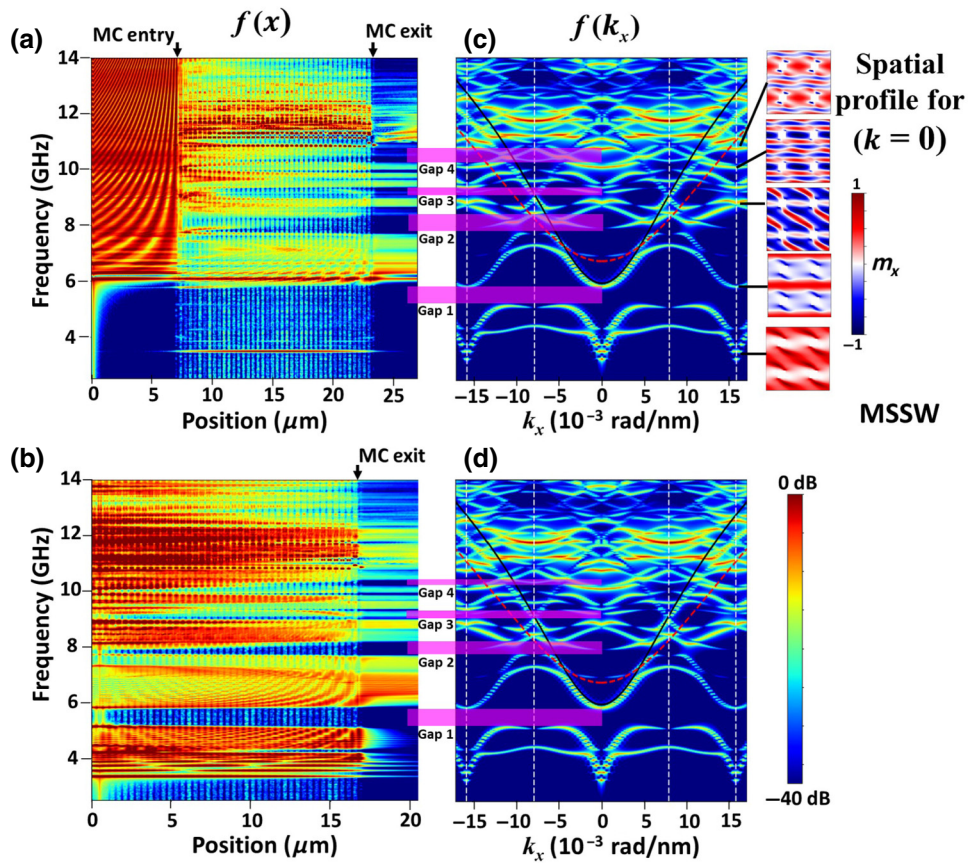 (a)
f(x)
MC entry
MC exit
14
12
10
8
6
4
Frequency (GHz)
0
5
10
15
20
25
Position (μm)
(c)
f(kₓ)
Gap 4
Gap 3
Gap 2
Gap 1
−15
−10
−5
0
5
10
15
kₓ (10⁻³ rad/nm)
Spatial
profile for
(k = 0)
1
mₓ
−1
MSSW
(b)
MC exit
14
12
10
8
6
4
Frequency (GHz)
0
5
10
15
20
Position (μm)
(d)
Gap 4
Gap 3
Gap 2
Gap 1
−15
−10
−5
0
5
10
15
kₓ (10⁻³ rad/nm)
0 dB
−40 dB